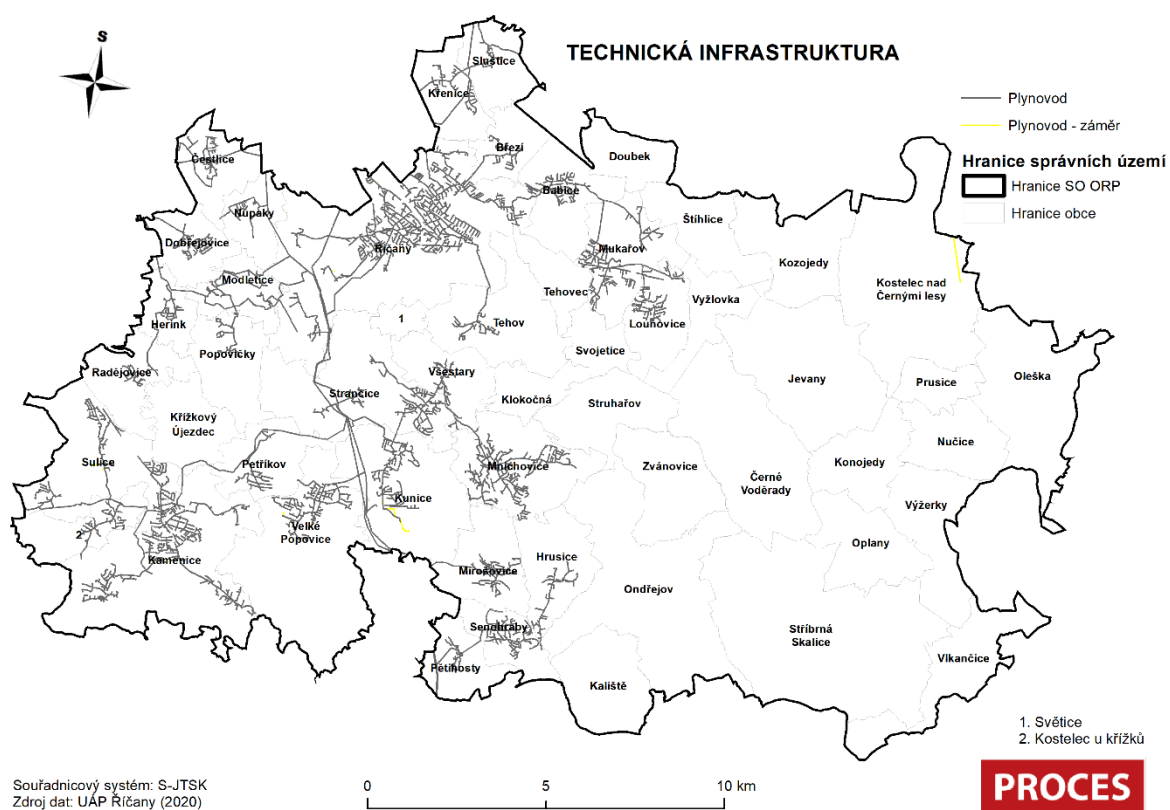 S
TECHNICKÁ INFRASTRUKTURA
Plynovod
Plynovod - záměr
Hranice správních území
Hranice SO ORP
Hranice obce
Sluštice
Křenice
Březí
Doubek
Čestlice
Babice
Nupaky
Štíhlice
Dobřejovice
Říčany
Mukařov
Kozojedy
Modletice
Kostelec nad
Černými lesy
Tehovec
Vyžlovka
Herink
1
Tehov
Louňovice
Popovičky
Svojetice
Radějovice
Všestary
Jevany
Prusice
Oleška
Strančice
Klokočná
Struhařov
Křížkový
Újezdec
Nučice
Sulice
Petříkov
Mnichovice
Zvánovice
Konojedy
Černé
Voděrady
Kunice
Výžerky
2
Velké
Popovice
Kamenice
Oplany
Hrusice
Mirošovice
Ondřejov
Senohraby
Stříbrná
Skalice
Pětihosty
Vlkančice
Kaliště
1. Světice
2. Kostelec u křížků
Souřadnicový systém: S-JTSK
Zdroj dat: ÚAP Říčany (2020)
0 5 10 km
PROCES